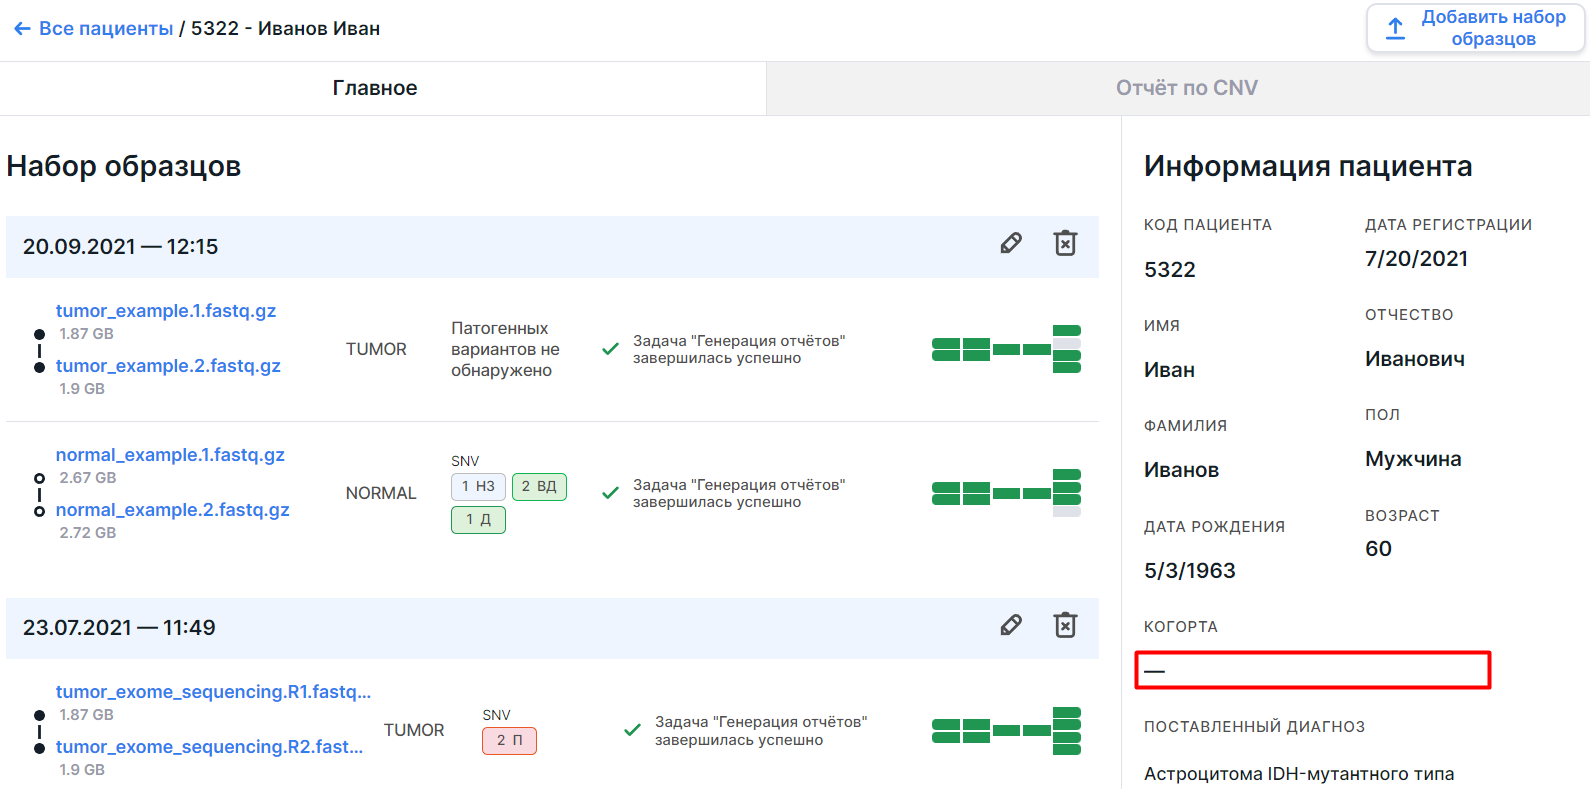 ← Все пациенты / 5322 - Иванов Иван
Добавить набор
образцов
Главное
Отчёт по CNV
Набор образцов
20.09.2021 — 12:15
tumor_example.1.fastq.gz
1.87 GB
tumor_example.2.fastq.gz
1.9 GB
TUMOR
Патогенных
вариантов не
обнаружено
Задача "Генерация отчётов"
завершилась успешно
normal_example.1.fastq.gz
2.67 GB
normal_example.2.fastq.gz
2.72 GB
NORMAL
SNV
1 НЗ
2 ВД
1 Д
Задача "Генерация отчётов"
завершилась успешно
23.07.2021 — 11:49
tumor_exome_sequencing.R1.fastq...
1.87 GB
tumor_exome_sequencing.R2.fast...
1.9 GB
TUMOR
SNV
2 П
Задача "Генерация отчётов"
завершилась успешно
Информация пациента
КОД ПАЦИЕНТА
5322
ДАТА РЕГИСТРАЦИИ
7/20/2021
ИМЯ
Иван
ОТЧЕСТВО
Иванович
ФАМИЛИЯ
Иванов
ПОЛ
Мужчина
ДАТА РОЖДЕНИЯ
5/3/1963
ВОЗРАСТ
60
КОГОРТА
—
ПОСТАВЛЕННЫЙ ДИАГНОЗ
Астроцитома IDH-мутантного типа